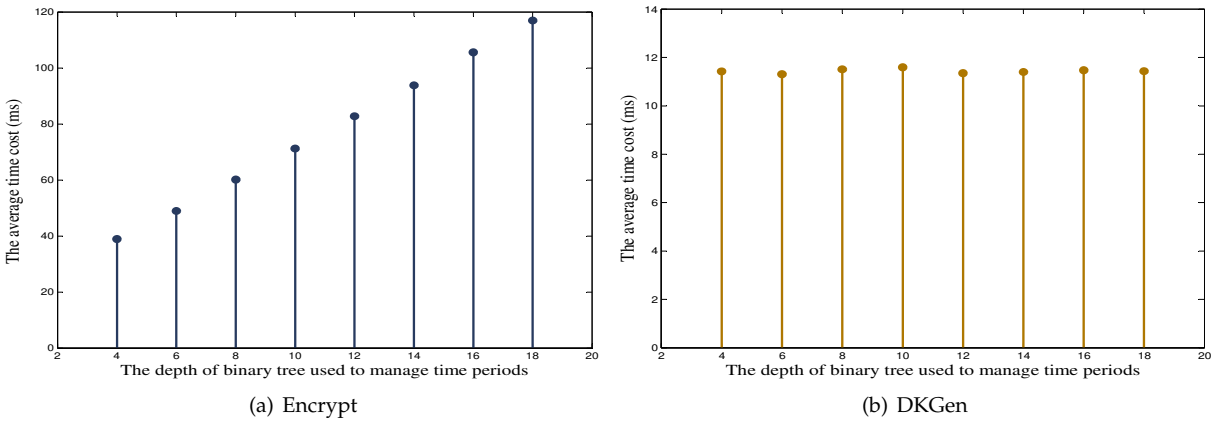 120
100
80
60
40
20
0
The average time cost (ms)
2 4 6 8 10 12 14 16 18 20
The depth of binary tree used to manage time periods
(a) Encrypt
14
12
10
8
6
4
2
0
The average time cost (ms)
2 4 6 8 10 12 14 16 18 20
The depth of binary tree used to manage time periods
(b) DKGen